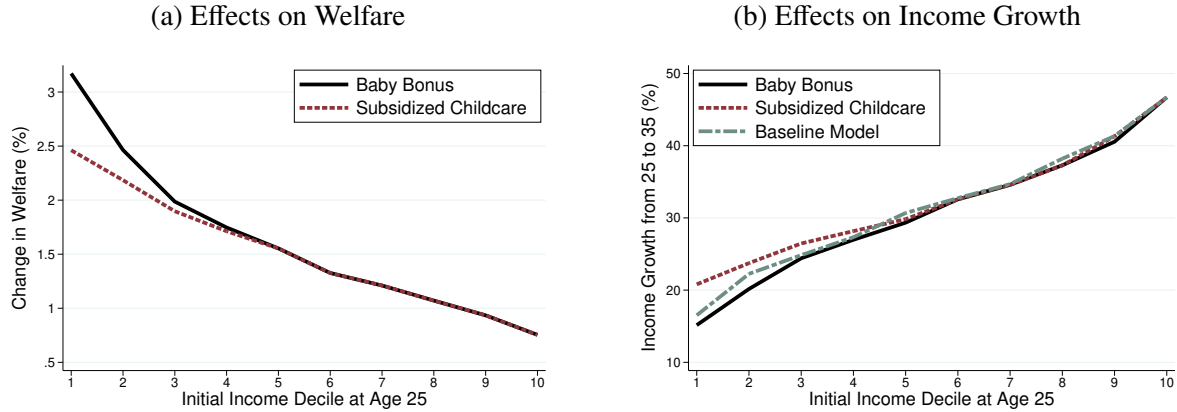 (a) Effects on Welfare
Change in Welfare (%)
3
2.5
2
1.5
1
.5
Baby Bonus
Subsidized Childcare
1 2 3 4 5 6 7 8 9 10
Initial Income Decile at Age 25
(b) Effects on Income Growth
Income Growth from 25 to 35 (%)
50
40
30
20
10
Baby Bonus
Subsidized Childcare
Baseline Model
1 2 3 4 5 6 7 8 9 10
Initial Income Decile at Age 25